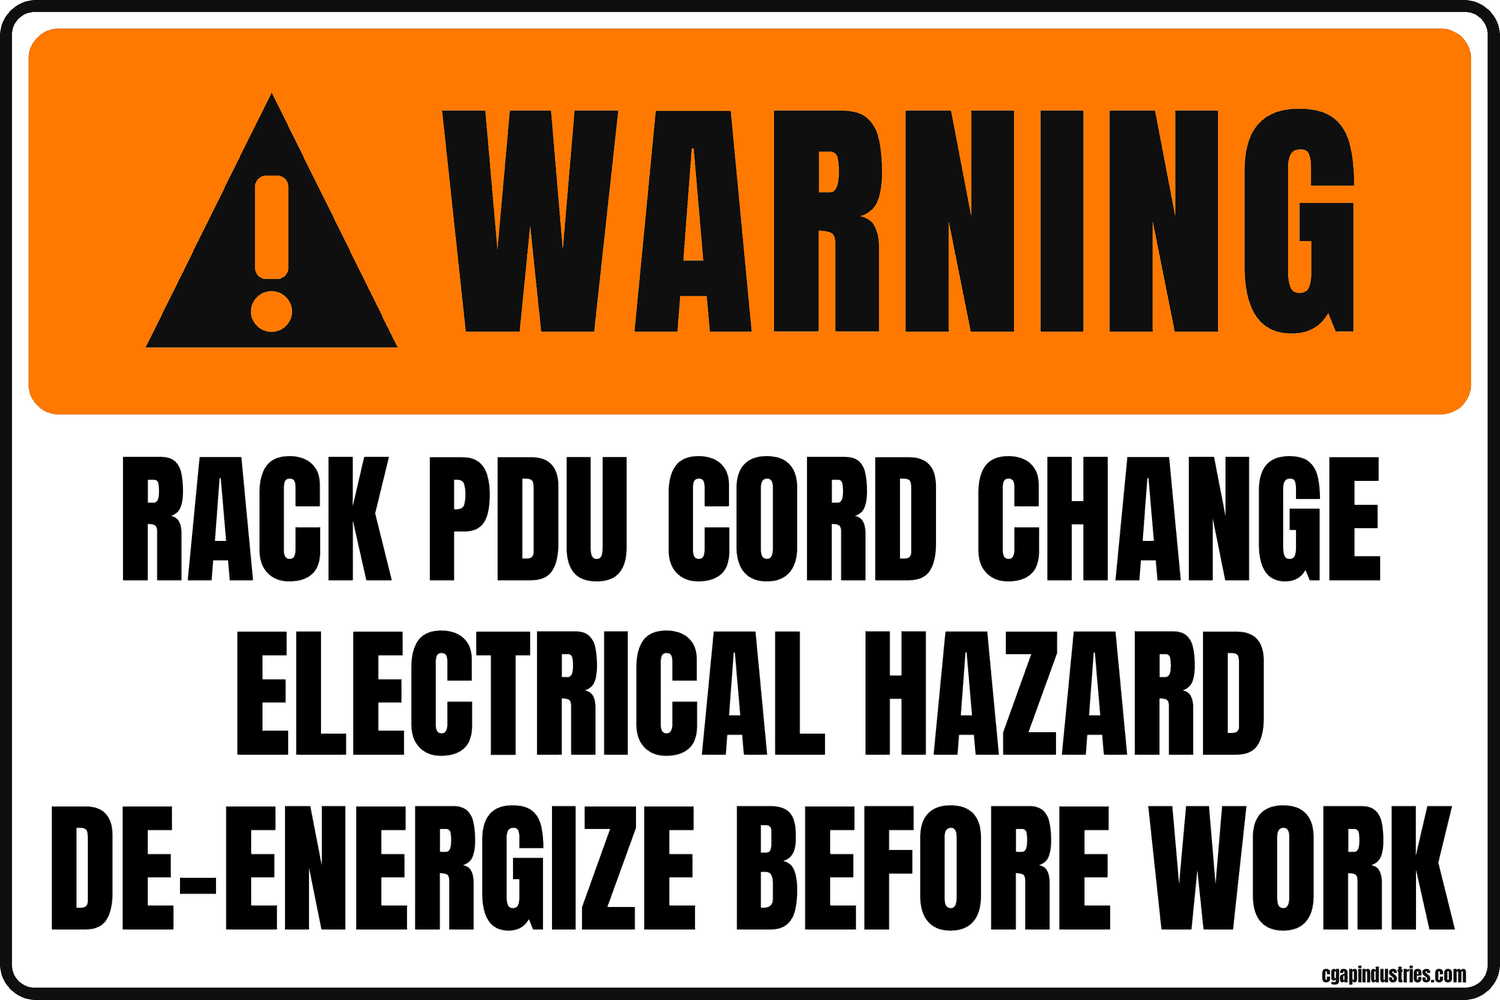 WARNING
RACK PDU CORD CHANGE
ELECTRICAL HAZARD
DE-ENERGIZE BEFORE WORK
cgapindustries.com